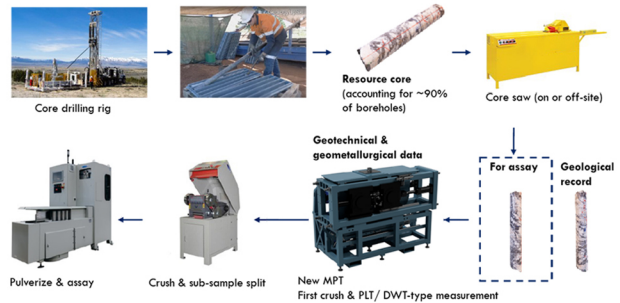 Core drilling rig
Resource core
(accounting for ~90%
of boreholes)
Core saw (on or off-site)
Geotechnical &
geometallurgical data
For assay
Geological
record
Pulverize & assay
Crush & sub-sample split
New MPT
First crush & PLT/ DWT-type measurement